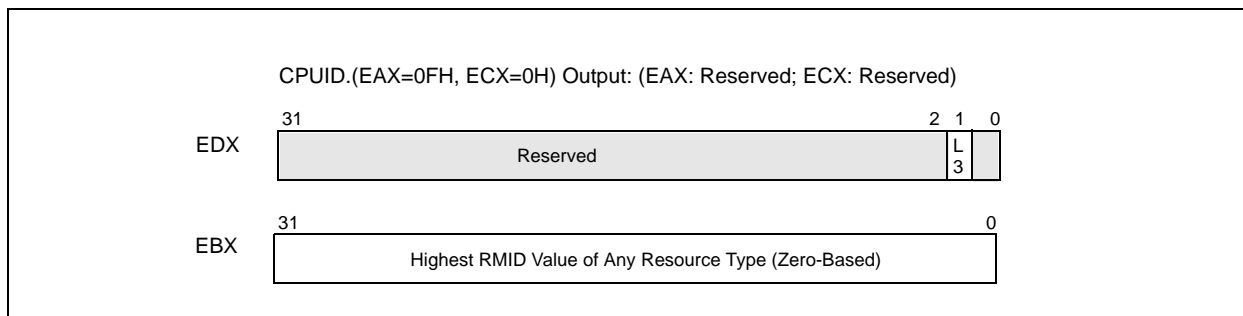 CPUID.(EAX=0FH, ECX=0H) Output: (EAX: Reserved; ECX: Reserved)
31 2 1 0
EDX Reserved L
3
31 0
EBX Highest RMID Value of Any Resource Type (Zero-Based)